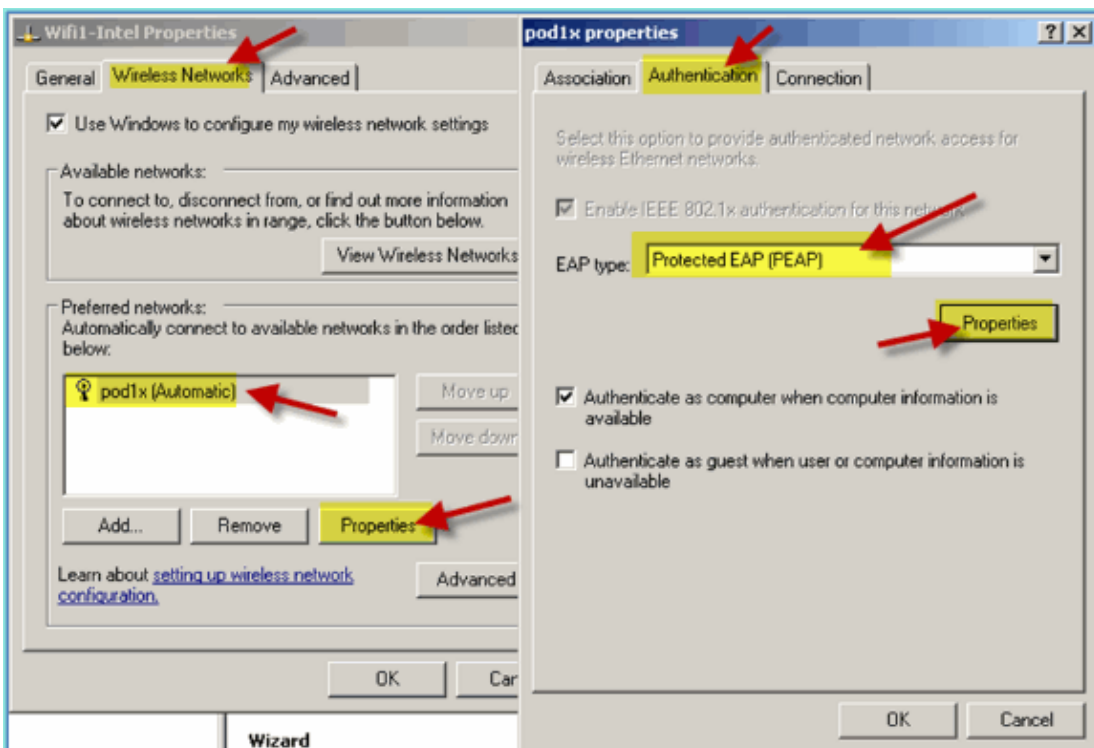 Wifi1-Intel Properties
General
Wireless Networks
Advanced
Use Windows to configure my wireless network settings
Available networks:
To connect to, disconnect from, or find out more information
about wireless networks in range, click the button below.
View Wireless Networks
Preferred networks:
Automatically connect to available networks in the order listed
below:
pod1x (Automatic)
Move up
Move down
Add...
Remove
Properties
Learn about setting up wireless network
configuration.
Advanced
OK
Car
Wizard
pod1x properties
Association
Authentication
Connection
Select this option to provide authenticated network access for
wireless Ethernet networks.
Enable IEEE 802.1x authentication for this network
EAP type:
Protected EAP (PEAP)
Properties
Authenticate as computer when computer information is
available
Authenticate as guest when user or computer information is
unavailable
OK
Cancel